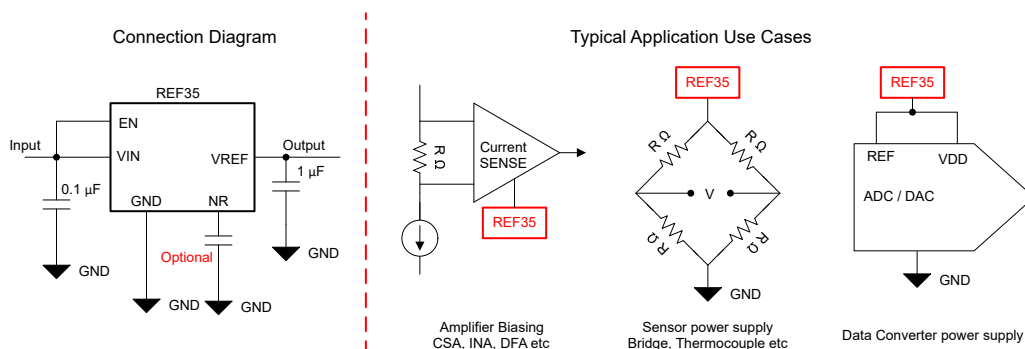 Connection Diagram
REF35
Input
EN
VIN
VREF
Output
0.1 µF
1 µF
GND
NR
Optional
GND
GND
GND
GND
Typical Application Use Cases
R Ω
Current
SENSE
REF35
Amplifier Biasing
CSA, INA, DFA etc
REF35
R Ω
R Ω
V
R Ω
R Ω
GND
Sensor power supply
Bridge, Thermocouple etc
REF35
REF
VDD
ADC / DAC
GND
Data Converter power supply